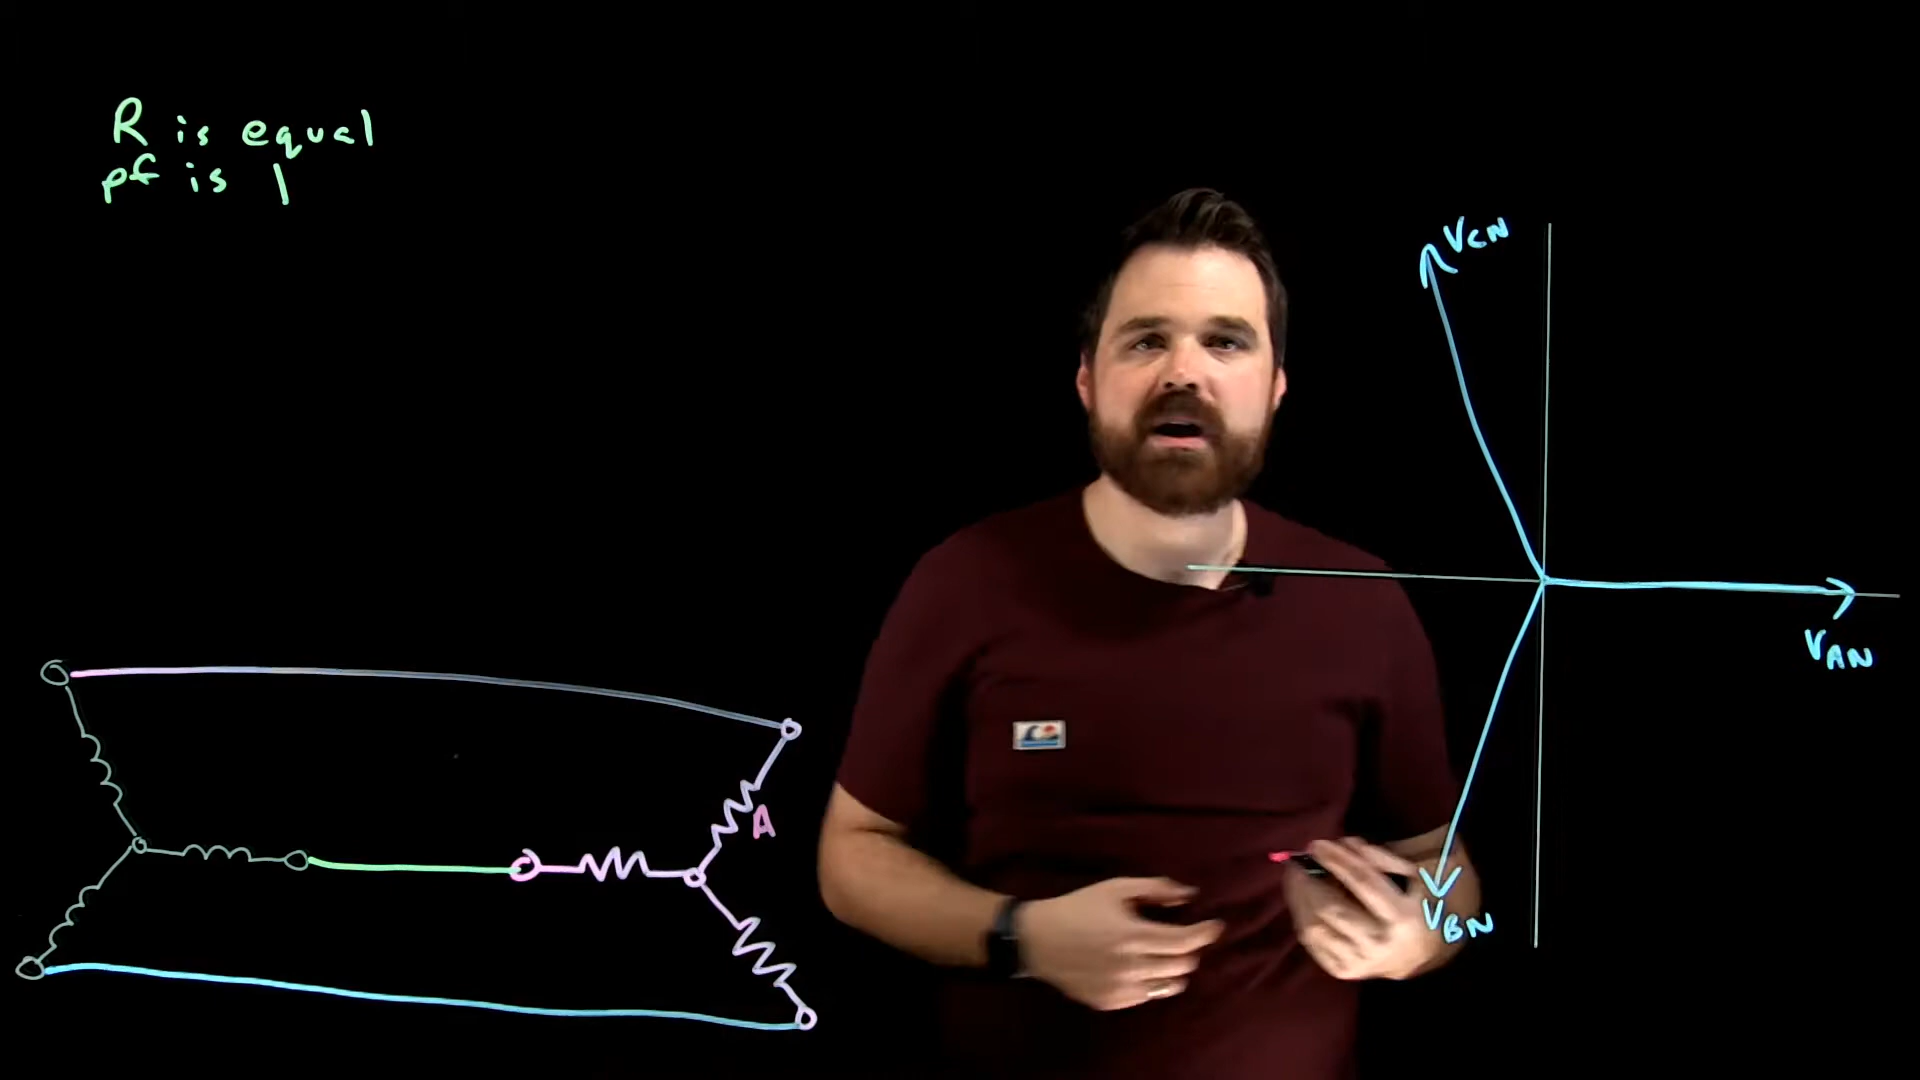 R is equal
pf is 1
VCN
VAN
A
VBN